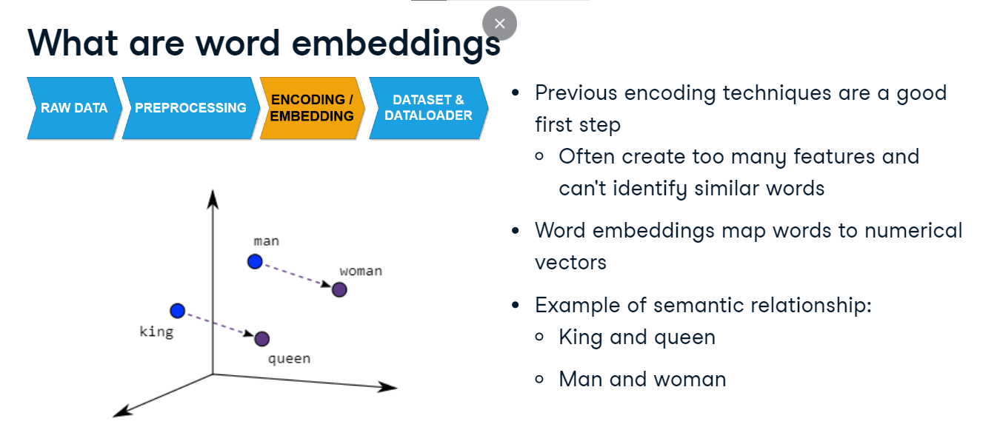 What are word embeddings
RAW DATA
PREPROCESSING
ENCODING /
EMBEDDING
DATASET &
DATALOADER
man
woman
king
queen
• Previous encoding techniques are a good
first step
○ Often create too many features and
can't identify similar words
• Word embeddings map words to numerical
vectors
• Example of semantic relationship:
○ King and queen
○ Man and woman